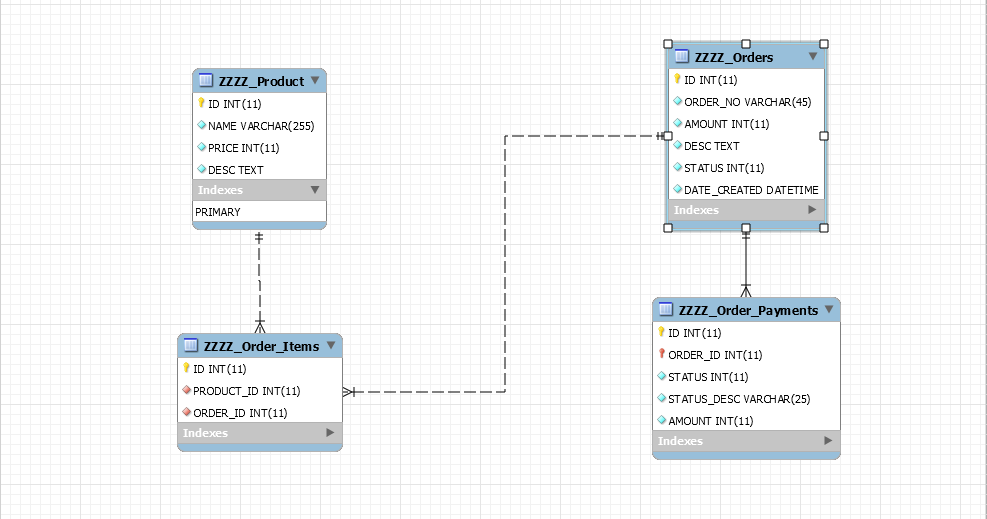 ZZZZ_Product
ID INT(11)
NAME VARCHAR(255)
PRICE INT(11)
DESC TEXT
Indexes
PRIMARY
ZZZZ_Orders
ID INT(11)
ORDER_NO VARCHAR(45)
AMOUNT INT(11)
DESC TEXT
STATUS INT(11)
DATE_CREATED DATETIME
Indexes
ZZZZ_Order_Items
ID INT(11)
PRODUCT_ID INT(11)
ORDER_ID INT(11)
Indexes
ZZZZ_Order_Payments
ID INT(11)
ORDER_ID INT(11)
STATUS INT(11)
STATUS_DESC VARCHAR(25)
AMOUNT INT(11)
Indexes